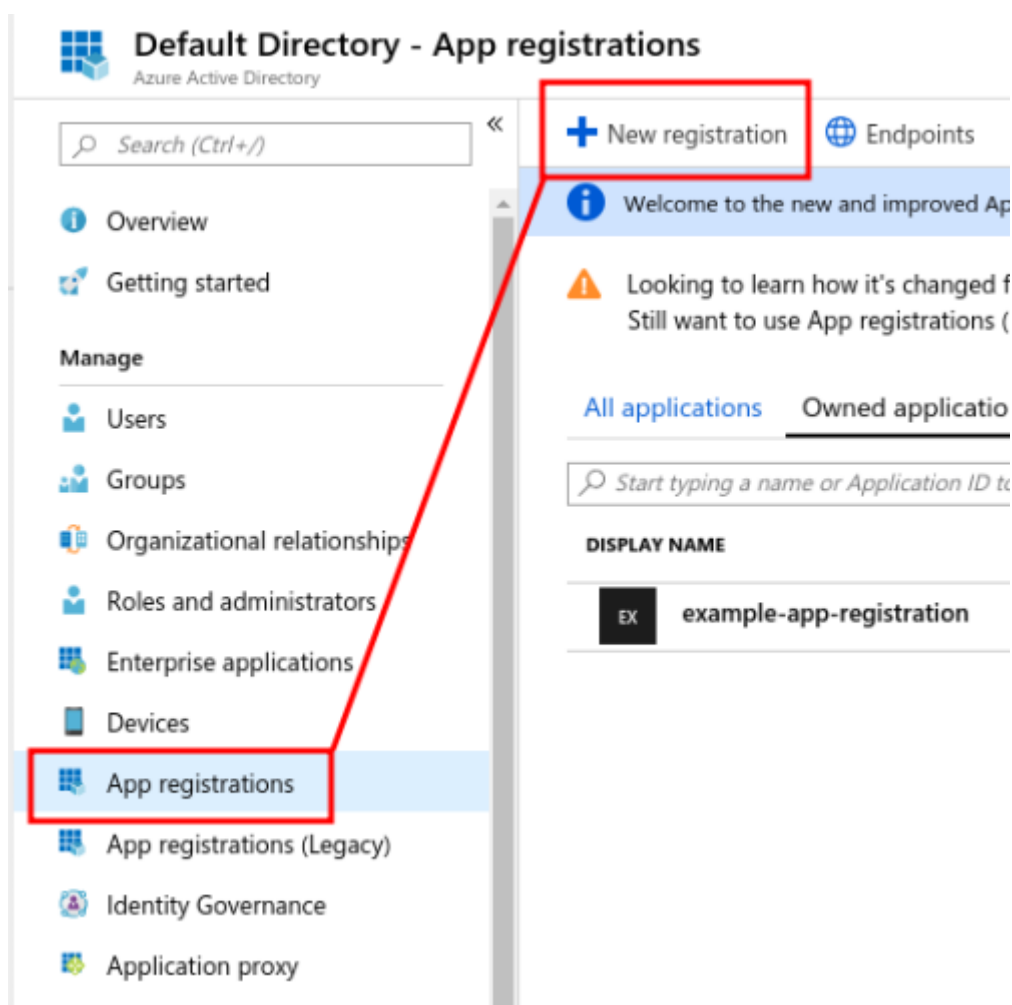 Default Directory - App registrations
Azure Active Directory
Search (Ctrl+/)
«
Overview
Getting started
Manage
Users
Groups
Organizational relationships
Roles and administrators
Enterprise applications
Devices
App registrations
App registrations (Legacy)
Identity Governance
Application proxy
New registration
Endpoints
Welcome to the new and improved Ap
Looking to learn how it's changed f
Still want to use App registrations (
All applications
Owned applicatio
Start typing a name or Application ID to
DISPLAY NAME
EX
example-app-registration